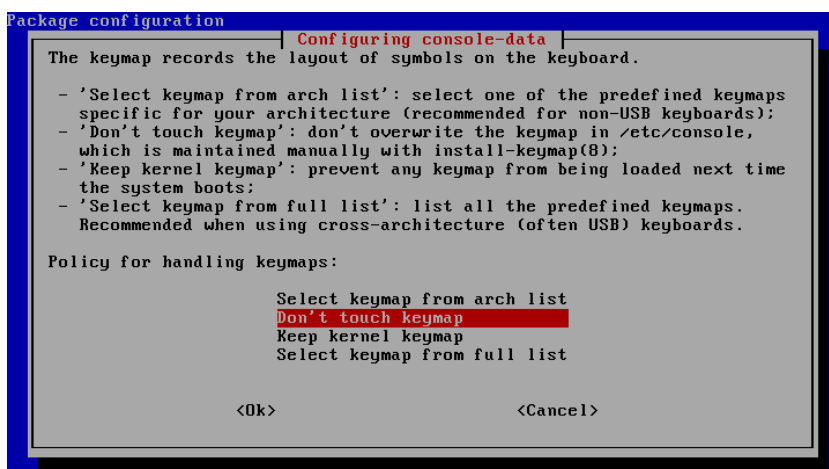 Package configuration
Configuring console-data
The keymap records the layout of symbols on the keyboard.
- 'Select keymap from arch list': select one of the predefined keymaps
specific for your architecture (recommended for non-USB keyboards);
- 'Don't touch keymap': don't overwrite the keymap in /etc/console,
which is maintained manually with install-keymap(8);
- 'Keep kernel keymap': prevent any keymap from being loaded next time
the system boots;
- 'Select keymap from full list': list all the predefined keymaps.
Recommended when using cross-architecture (often USB) keyboards.
Policy for handling keymaps:
Select keymap from arch list
Don't touch keymap
Keep kernel keymap
Select keymap from full list
<Ok> <Cancel>